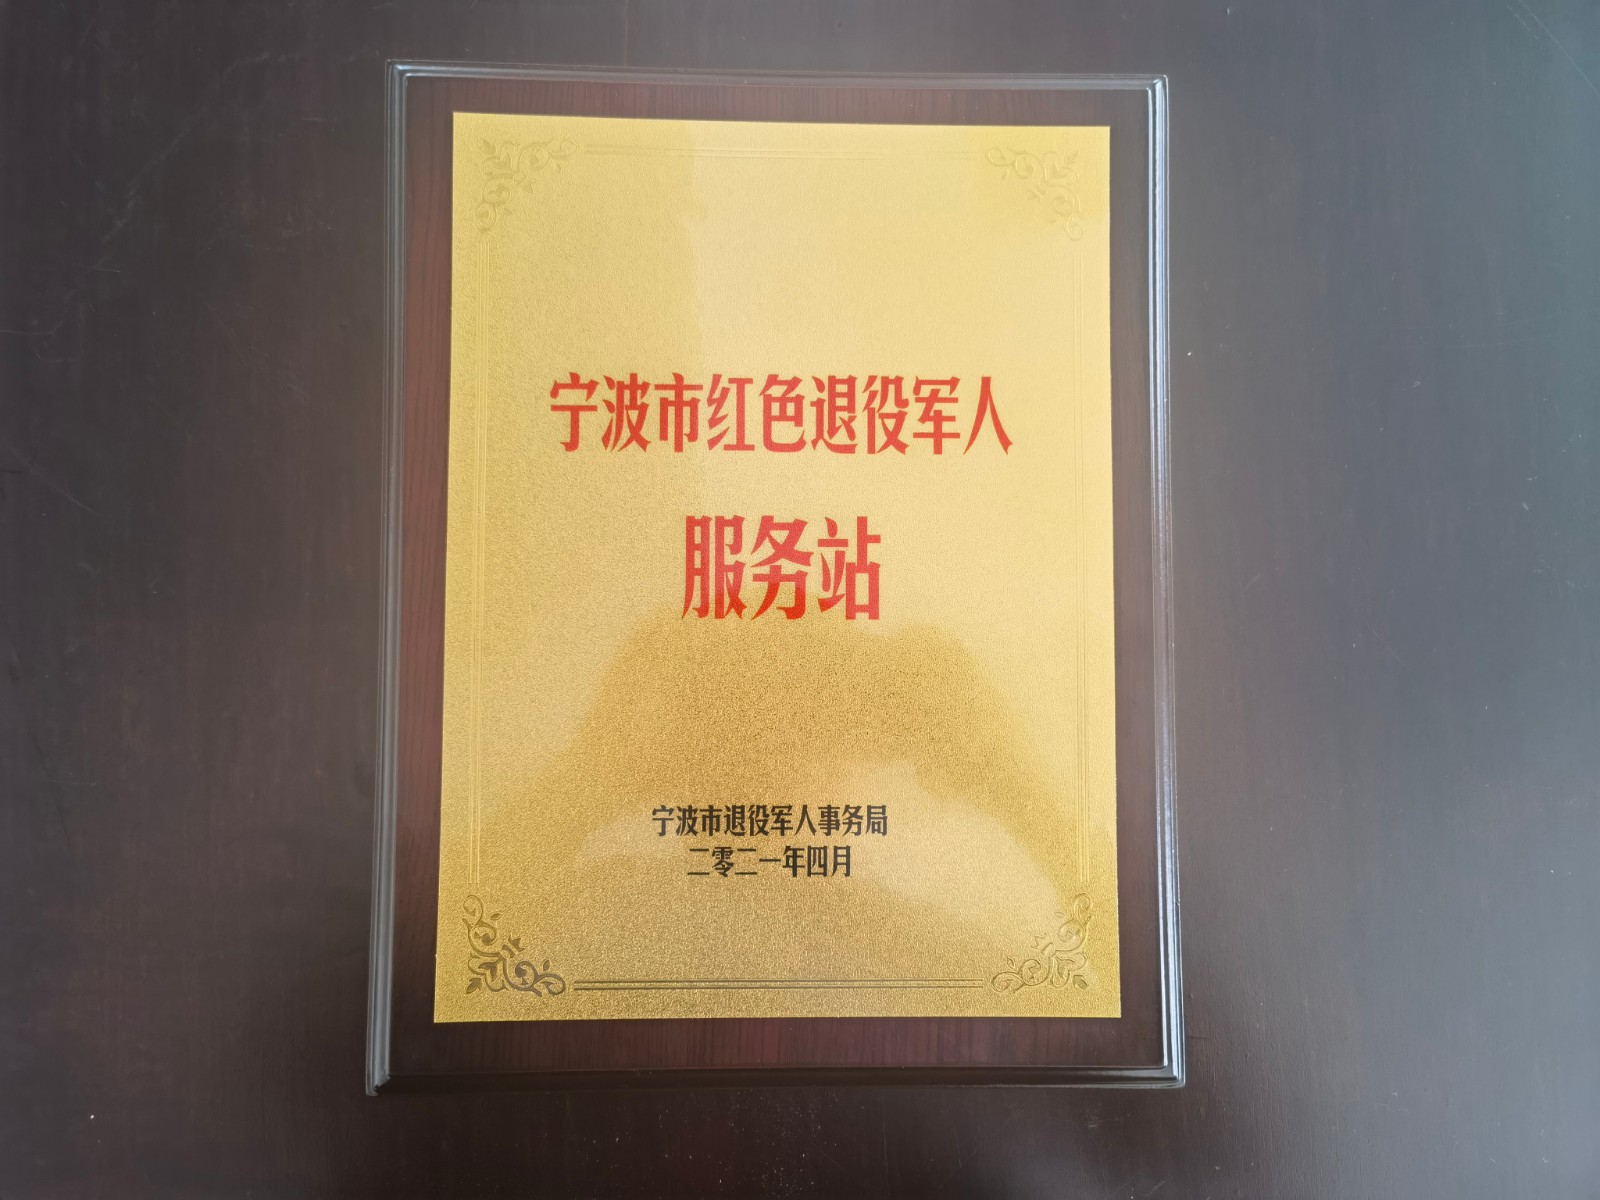 宁波市红色退役军人
服务站
宁波市退役军人事务局
二零二一年四月